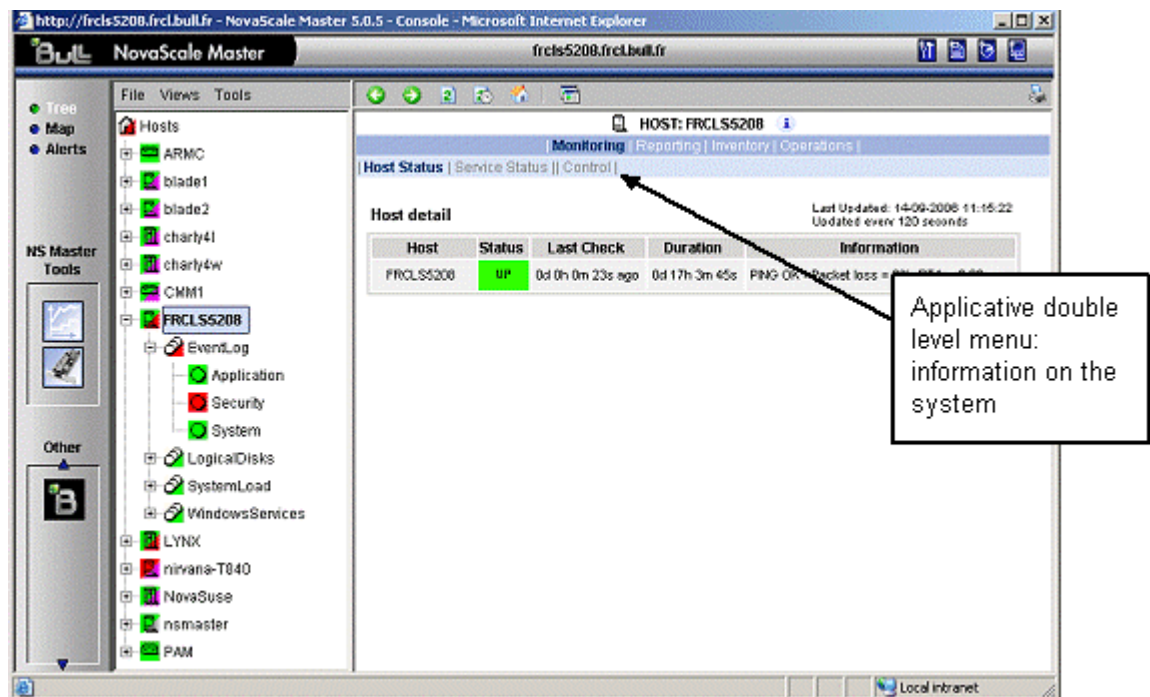 http://frcls5208.frcl.bull.fr - NovaScale Master 5.0.5 - Console - Microsoft Internet Explorer
Bull NovaScale Master frcls5208.frcl.bull.fr
Tree
Map
Alerts
NS Master
Tools
Other
B
File Views Tools
Hosts
ARMC
blade1
blade2
charly4l
charly4w
CMM1
FRCLS5208
EventLog
Application
Security
System
LogicalDisks
SystemLoad
WindowsServices
LYNX
nirvana-T840
NovaSuse
nsmaster
PAM
HOST: FRCLS5208
| Monitoring | Reporting | Inventory | Operations |
| Host Status | Service Status || Control |
Host detail
Last Updated: 14-09-2006 11:15:22
Updated every 120 seconds
Host Status Last Check Duration Information
FRCLS5208 UP 0d 0h 0m 23s ago 0d 17h 3m 45s PING OK - Packet loss =
Applicative double
level menu:
information on the
system
Local intranet